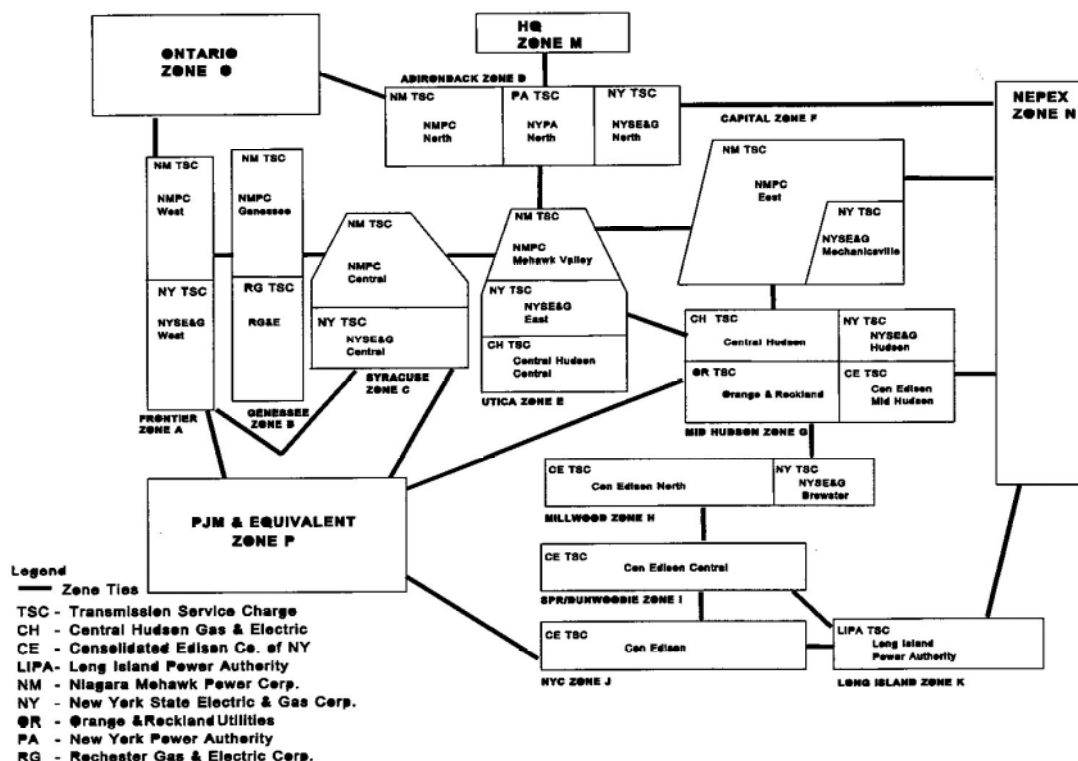 HQ
ZONE M
ONTARIO
ZONE O
ADIRONDACK ZONE D
NM TSC
NMPC
North
PA TSC
NYPA
North
NY TSC
NYSE&G
North
NEPEX
ZONE N
CAPITAL ZONE F
NM TSC
NMPC
East
NY TSC
NYSE&G
Mechanicsville
NM TSC
NMPC
West
NY TSC
NYSE&G
West
FRONTIER
ZONE A
NM TSC
NMPC
Genessee
RG TSC
RG&E
GENESSEE
ZONE B
NM TSC
NMPC
Central
NY TSC
NYSE&G
Central
SYRACUSE
ZONE C
NM TSC
NMPC
Mohawk Valley
NY TSC
NYSE&G
East
CH TSC
Central Hudson
Central
UTICA ZONE E
CH TSC
Central Hudson
NY TSC
NYSE&G
Hudson
OR TSC
Orange & Rockland
CE TSC
Con Edison
Mid Hudson
MID HUDSON ZONE G
CE TSC
Con Edison North
NY TSC
NYSE&G
Brewster
MILLWOOD ZONE H
PJM & EQUIVALENT
ZONE P
CE TSC
Con Edison Central
SPR/DUNWOODIE ZONE I
CE TSC
Con Edison
NYC ZONE J
LIPA TSC
Long Island
Power Authority
LONG ISLAND ZONE K
Legend
Zone Ties
TSC - Transmission Service Charge
CH - Central Hudson Gas & Electric
CE - Consolidated Edison Co. of NY
LIPA- Long Island Power Authority
NM - Niagara Mohawk Power Corp.
NY - New York State Electric & Gas Corp.
OR - Orange &Rockland Utilities
PA - New York Power Authority
RG - Rochester Gas & Electric Corp.